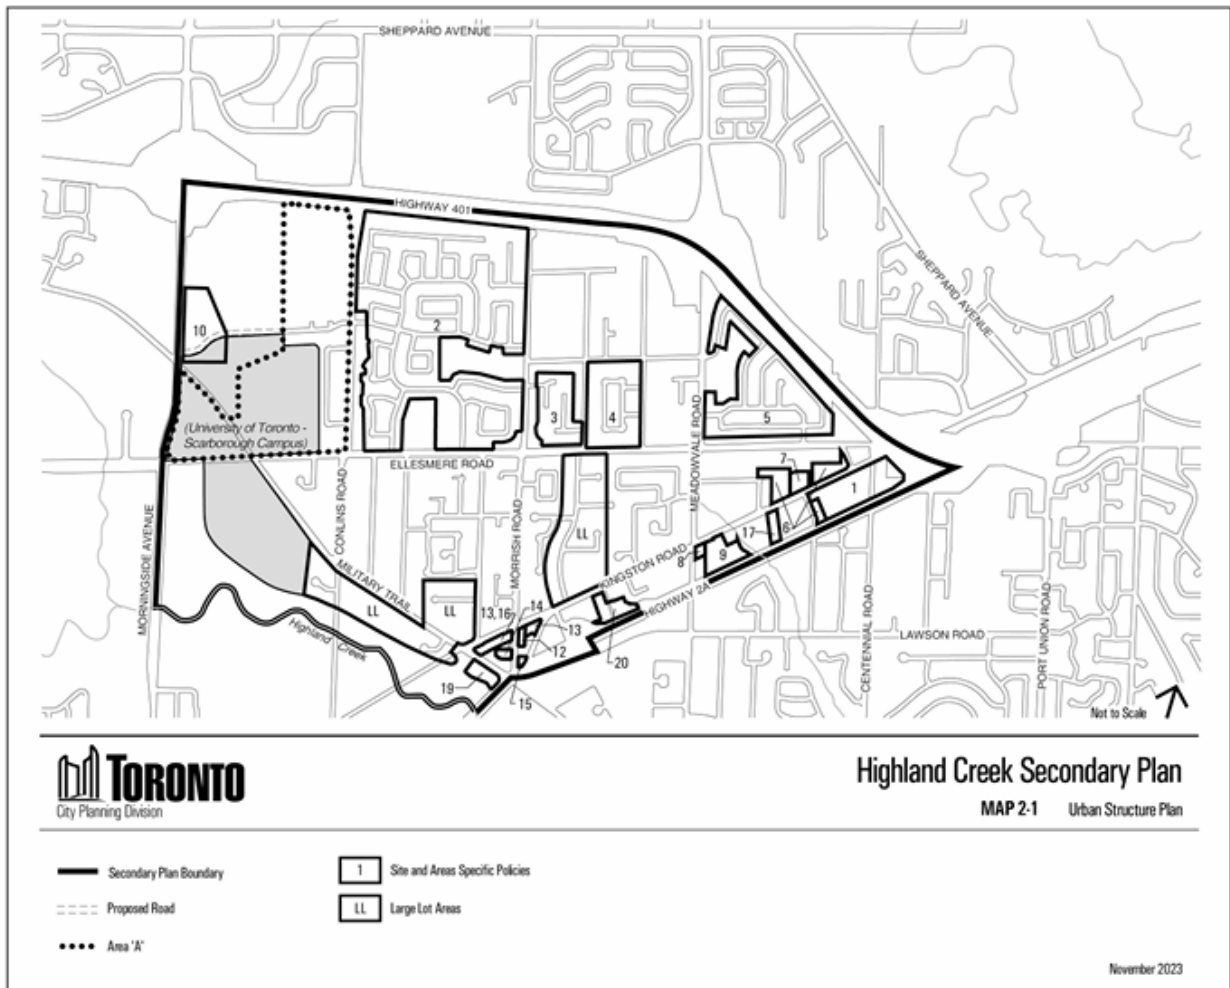 SHEPPARD AVENUE
HIGHWAY 401
SHEPPARD AVENUE
10
2
3
4
5
(University of Toronto -
Scarborough Campus)
ELLESMERE ROAD
MEADOWVALE ROAD
7
1
6
17
MORNINGSIDE AVENUE
CONLINS ROAD
MORRISH ROAD
LL
KINGSTON ROAD
8
9
HIGHWAY 2A
MILITARY TRAIL
LL
LL
Highland Creek
13, 16
14
13
12
20
19
15
CENTENNIAL ROAD
LAWSON ROAD
PORT UNION ROAD
Not to Scale
TORONTO
City Planning Division
Highland Creek Secondary Plan
MAP 2-1 Urban Structure Plan
Secondary Plan Boundary
1 Site and Areas Specific Policies
Proposed Road
LL Large Lot Areas
Area 'A'
November 2023